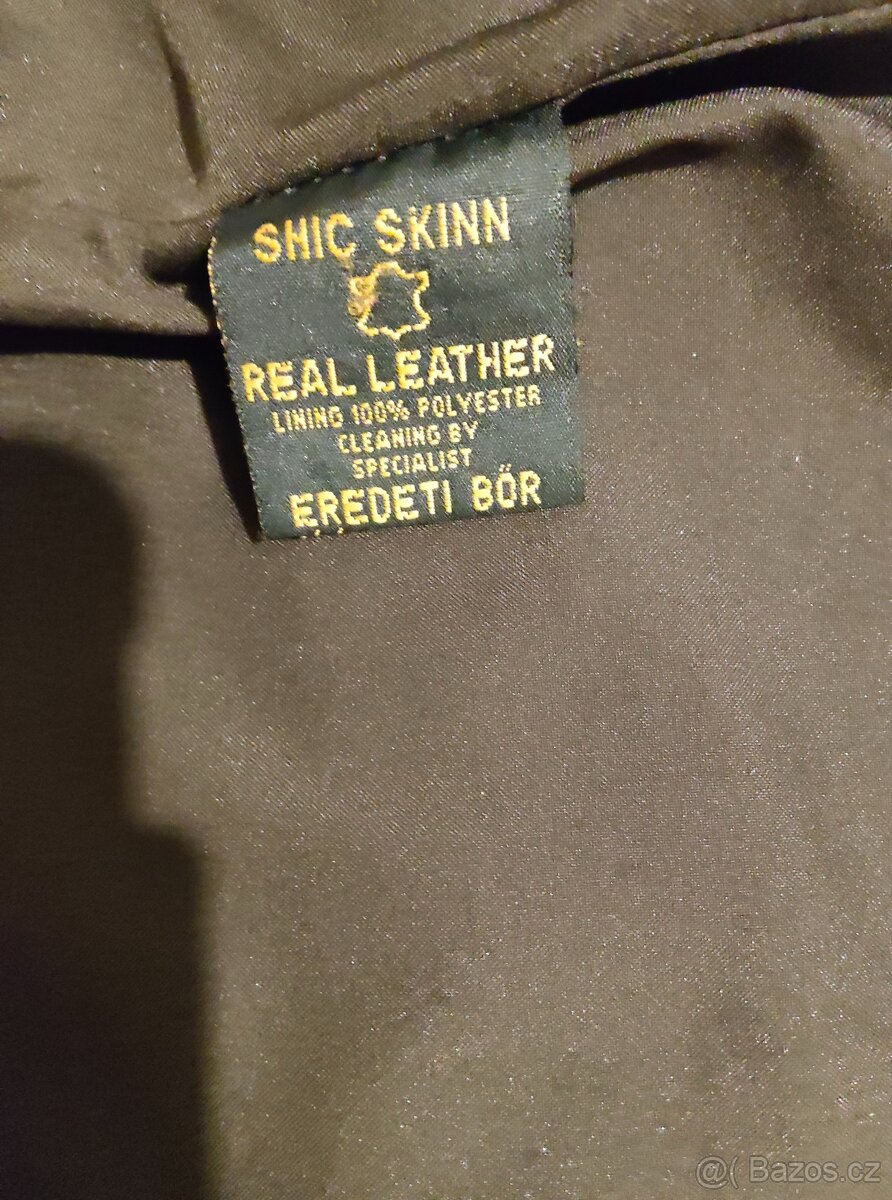 SHIC SKINN
REAL LEATHER
LINING 100% POLYESTER
CLEANING BY
SPECIALIST
EREDETI BŐR
@( Bazos.cz